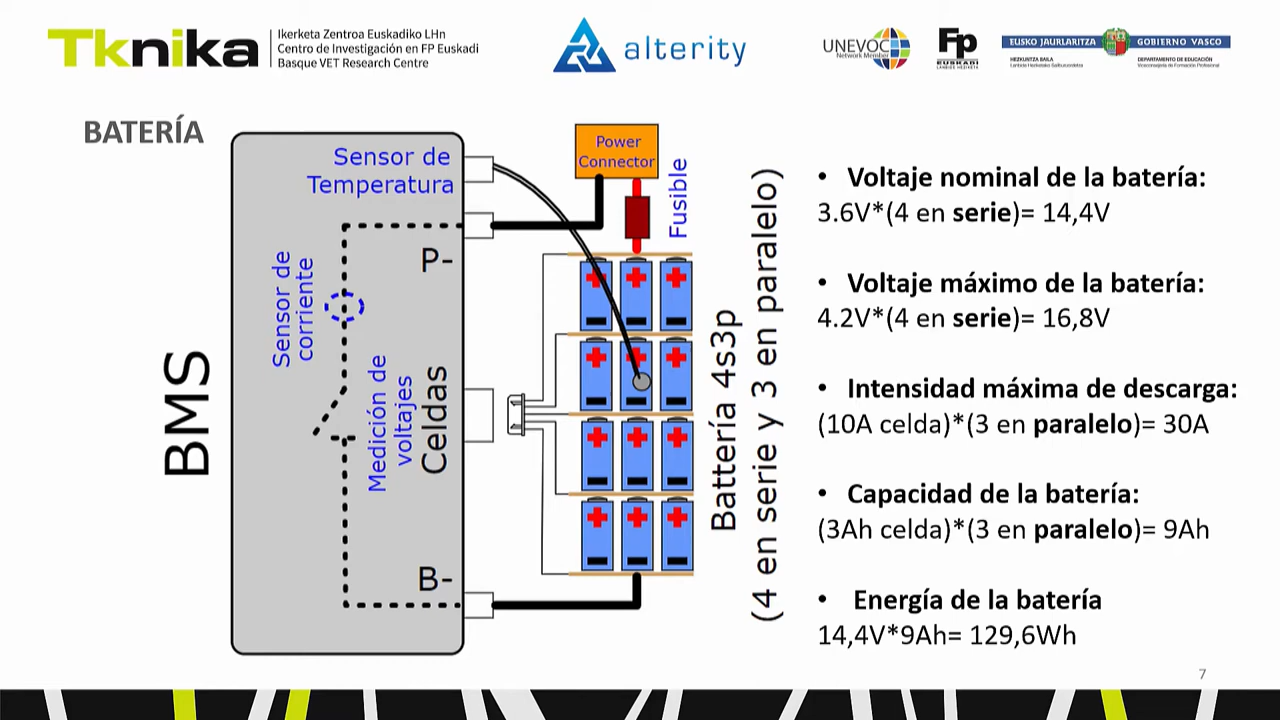 Tknika
Ikerketa Zentroa Euskadiko LHn
Centro de Investigación en FP Euskadi
Basque VET Research Centre
alterity
UNEVOC
Network Member
Fp
EUSKADI
LANBIDE HEZIKETA
EUSKO JAURLARITZA
GOBIERNO VASCO
HEZKUNTZA SAILA
DEPARTAMENTO DE EDUCACIÓN
Viceconsejería de Formación Profesional
BATERÍA
BMS
Sensor de
Temperatura
P-
Sensor de
corriente
Medición de
voltajes
Celdas
B-
Power
Connector
Fusible
Battería 4s3p
(4 en serie y 3 en paralelo)
• Voltaje nominal de la batería:
3.6V*(4 en serie)= 14,4V
• Voltaje máximo de la batería:
4.2V*(4 en serie)= 16,8V
• Intensidad máxima de descarga:
(10A celda)*(3 en paralelo)= 30A
• Capacidad de la batería:
(3Ah celda)*(3 en paralelo)= 9Ah
• Energía de la batería
14,4V*9Ah= 129,6Wh
7